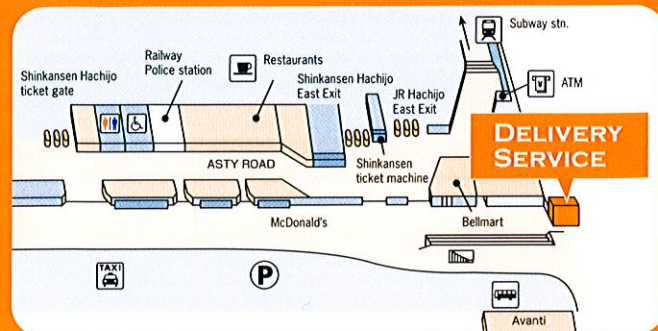 Subway stn.
Railway
Police station
Restaurants
Shinkansen Hachijo
ticket gate
Shinkansen Hachijo
East Exit
JR Hachijo
East Exit
ATM
DELIVERY
SERVICE
ASTY ROAD
Shinkansen
ticket machine
McDonald's
Bellmart
TAXI
P
Avanti